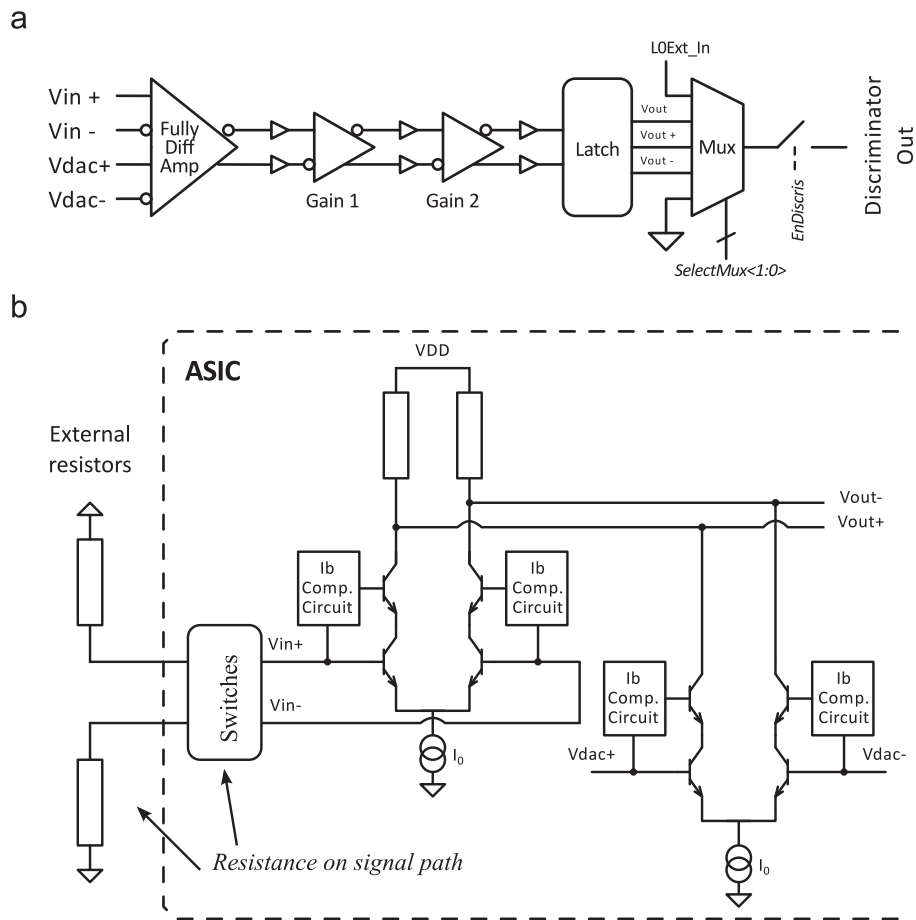 a
L0Ext_In
Vin +
Vin -
Vdac+
Vdac-
Fully
Diff
Amp
Gain 1
Gain 2
Latch
Vout
Vout +
Vout -
Mux
EnDiscris
SelectMux<1:0>
Discriminator
Out
b
ASIC
VDD
External
resistors
Vout-
Vout+
Ib
Comp.
Circuit
Ib
Comp.
Circuit
Switches
Vin+
Vin-
I0
Ib
Comp.
Circuit
Ib
Comp.
Circuit
Vdac+
Vdac-
I0
Resistance on signal path